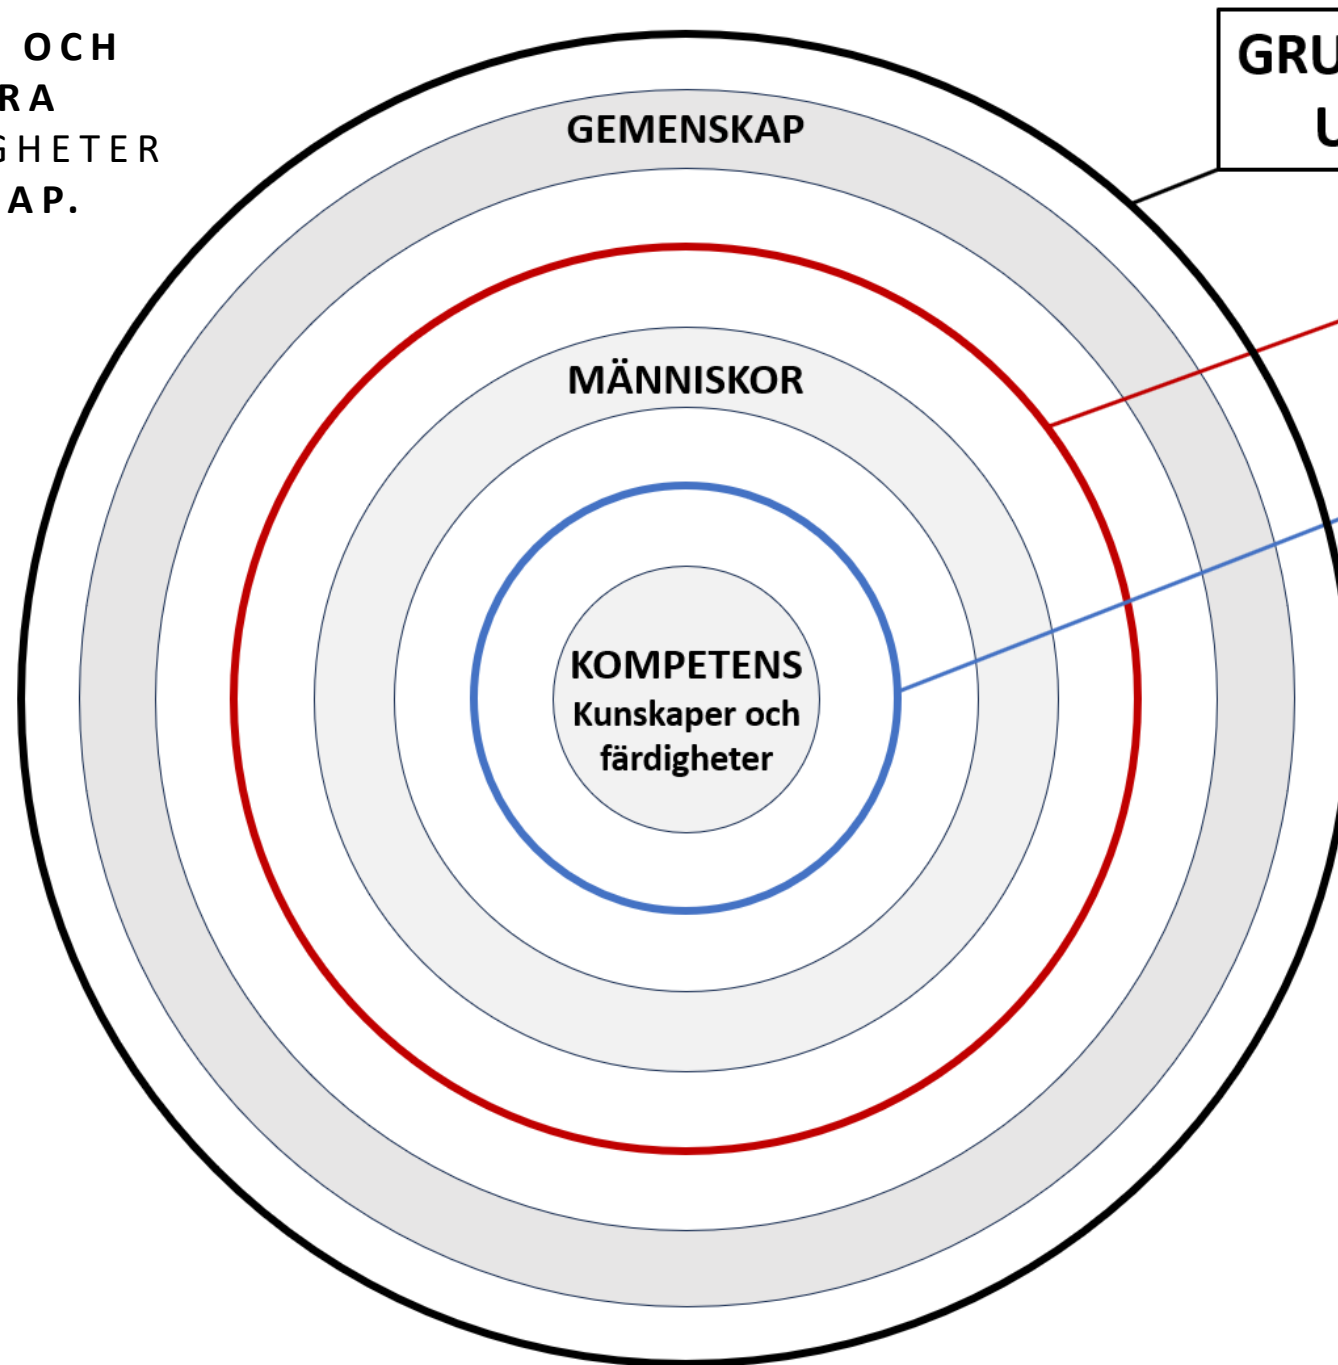 OCH
RA
GHETER
AP.
GRU
U
GEMENSKAP
MÄNNISKOR
KOMPETENS
Kunskaper och
färdigheter